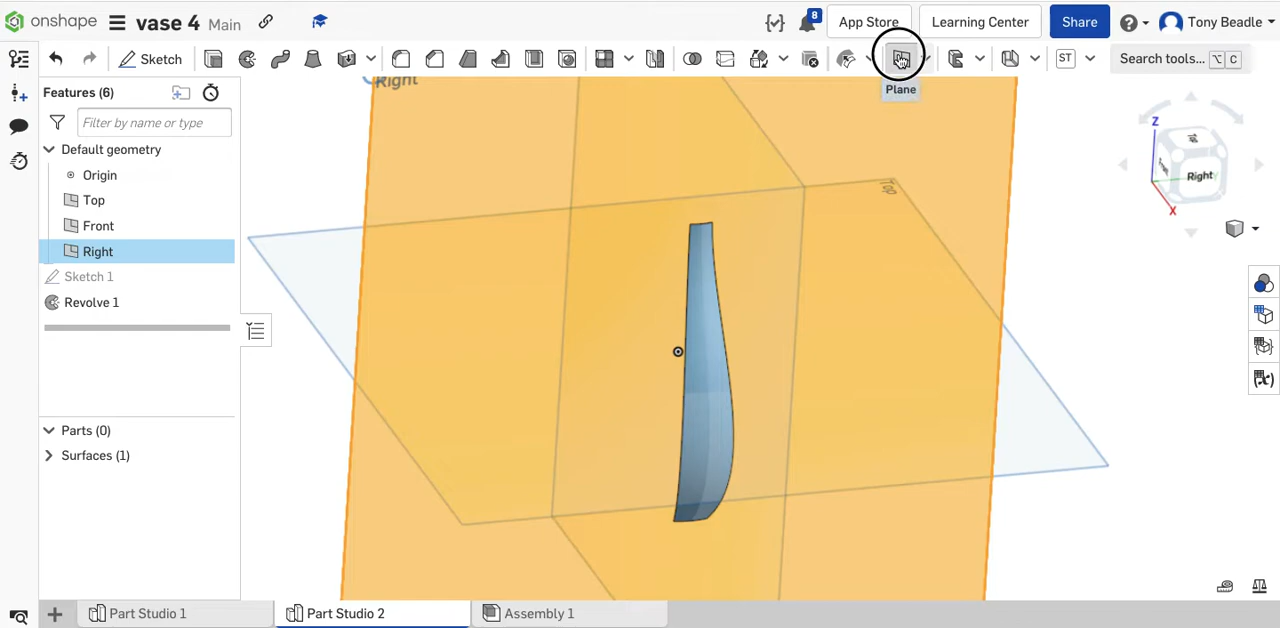 onshape vase 4 Main 8 App Store Learning Center Share Tony Beadle
Sketch ST Search tools... ⌥ C
Plane
Features (6)
Filter by name or type
Default geometry
Origin
Top
Front
Right
Sketch 1
Revolve 1
Parts (0)
Surfaces (1)
Right
Top
Z
Right
X
Part Studio 1 Part Studio 2 Assembly 1